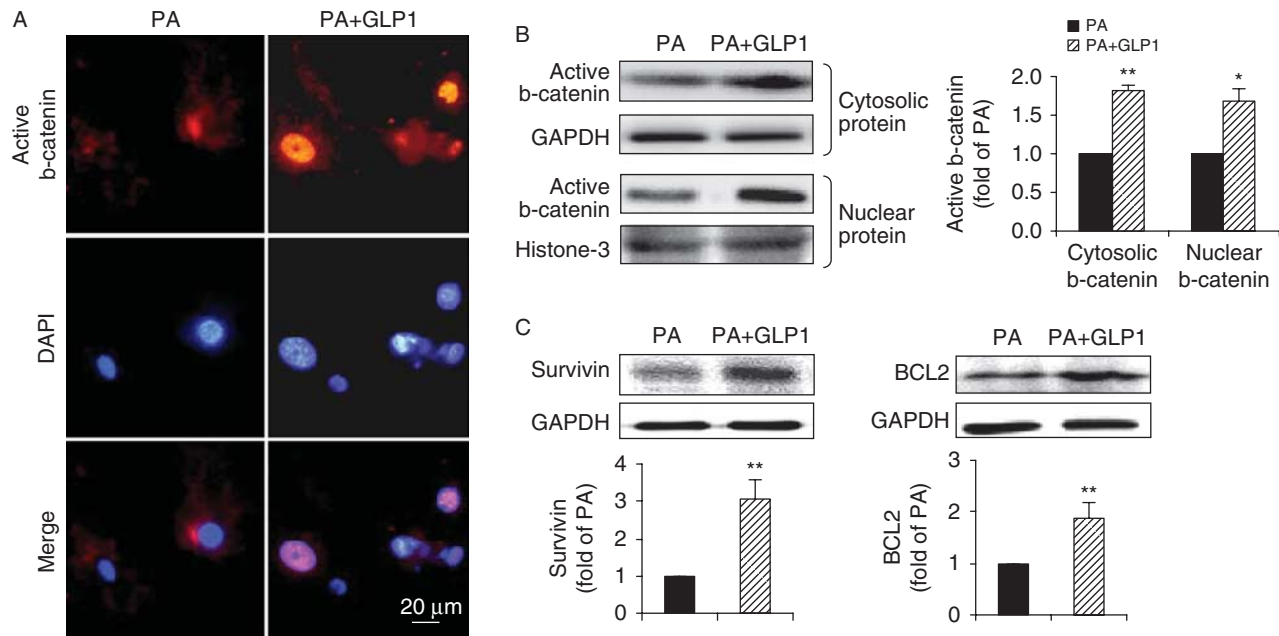 A
PA
PA+GLP1
Active
b-catenin
DAPI
Merge
20 μm
B
PA
PA+GLP1
Active
b-catenin
GAPDH
Cytosolic
protein
Active
b-catenin
Histone-3
Nuclear
protein
PA
PA+GLP1
Active b-catenin
(fold of PA)
2.0
1.5
1.0
0.5
0.0
**
*
Cytosolic
b-catenin
Nuclear
b-catenin
C
PA
PA+GLP1
Survivin
GAPDH
Survivin
(fold of PA)
4
3
2
1
0
**
PA
PA+GLP1
BCL2
GAPDH
BCL2
(fold of PA)
3
2
1
0
**